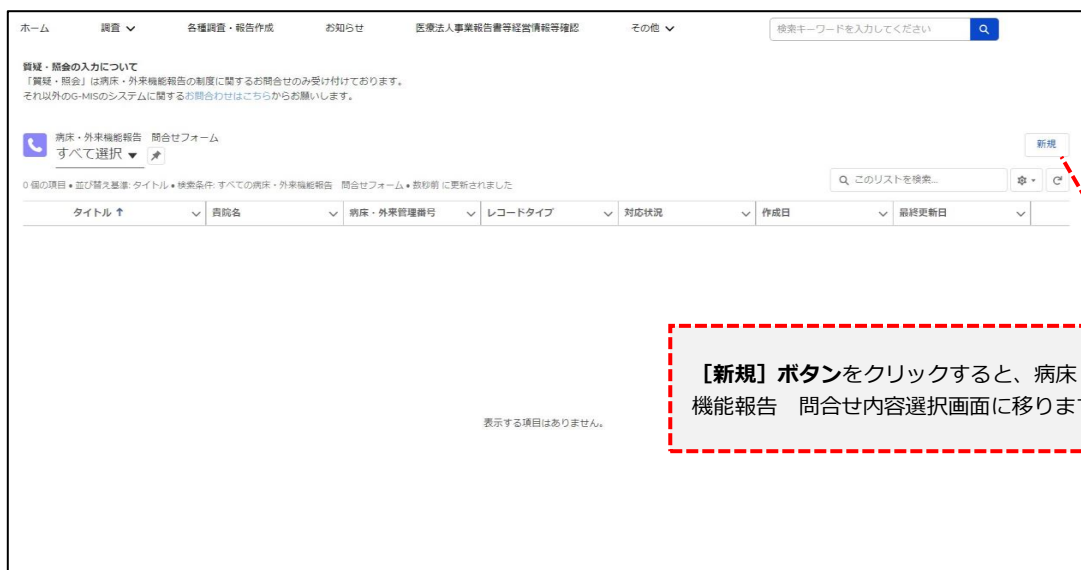 ホーム 調査 各種調査・報告作成 お知らせ 医療法人事業報告書等経営情報等確認 その他 検索キーワードを入力してください
質疑・照会の入力について
「質疑・照会」は病床・外来機能報告の制度に関するお問合せのみ受け付けております。
それ以外のG-MISのシステムに関するお問合わせはこちらからお願いします。
病床・外来機能報告 問合せフォーム
すべて選択 ▼
新規
0 個の項目 • 並び替え基準: タイトル • 検索条件: すべての病床・外来機能報告 問合せフォーム • 数秒前 に更新されました
このリストを検索...
タイトル ↑ 貴院名 病床・外来管理番号 レコードタイプ 対応状況 作成日 最終更新日
[新規] ボタンをクリックすると、病床
機能報告 問合せ内容選択画面に移りま
表示する項目はありません。